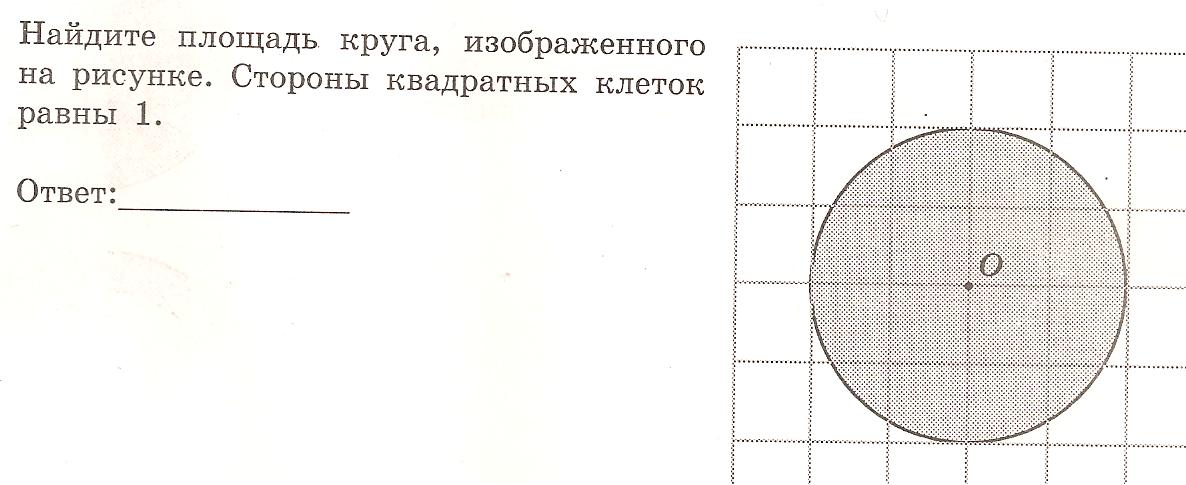 Найдите площадь круга, изображенного
на рисунке. Стороны квадратных клеток
равны 1.
Ответ:
O